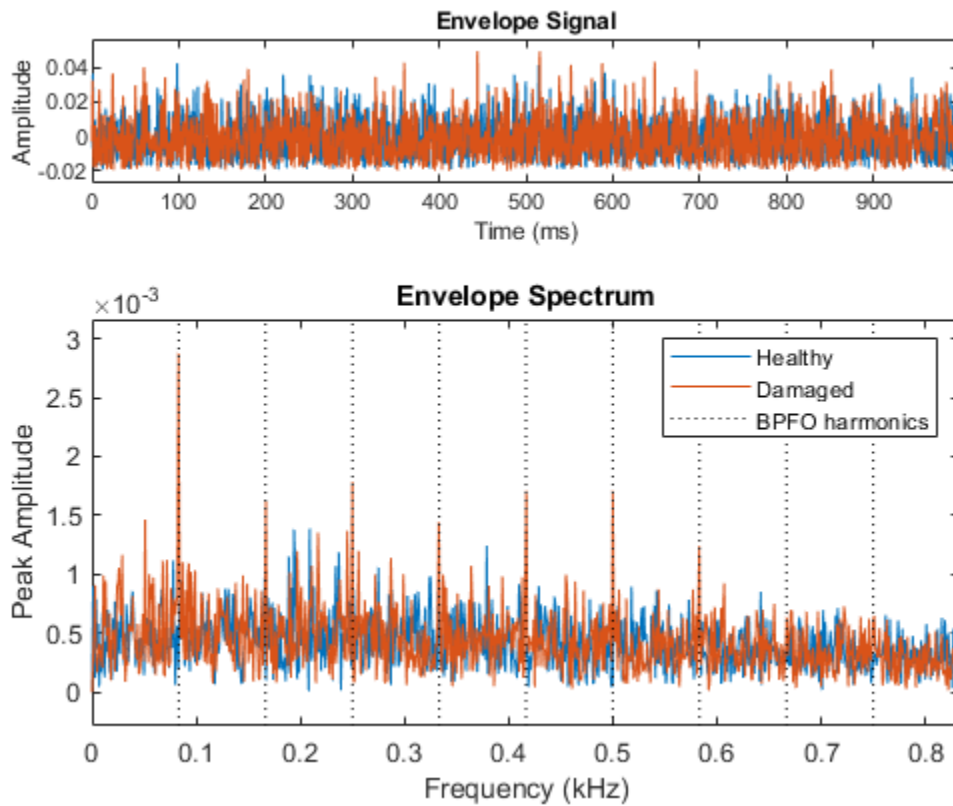 Envelope Signal
0.04
0.02
0
-0.02
Amplitude
0 100 200 300 400 500 600 700 800 900
Time (ms)
Envelope Spectrum
×10⁻³
3
2.5
2
1.5
1
0.5
0
Peak Amplitude
Healthy
Damaged
BPFO harmonics
0 0.1 0.2 0.3 0.4 0.5 0.6 0.7 0.8
Frequency (kHz)